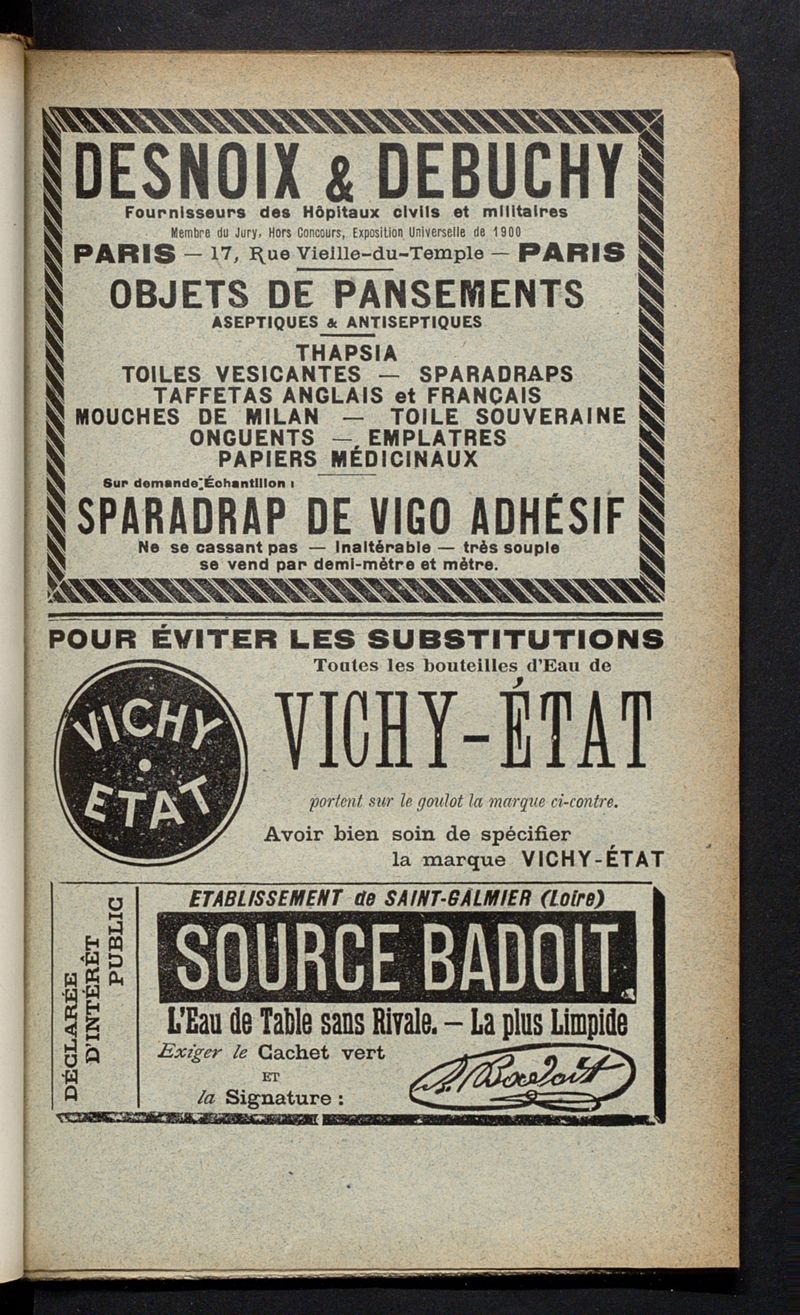 DESNOIX & DEBUCHY
Fournisseurs des Hôpitaux civils et militaires
Membre du Jury, Hors Concours, Exposition Universelle de 1900
PARIS — 17, Rue Vieille-du-Temple — PARIS
OBJETS DE PANSEMENTS
ASEPTIQUES & ANTISEPTIQUES
THAPSIA
TOILES VESICANTES — SPARADRAPS
TAFFETAS ANGLAIS et FRANCAIS
MOUCHES DE MILAN — TOILE SOUVERAINE
ONGUENTS — EMPLATRES
PAPIERS MÉDICINAUX
Sur demande Échantillon :
SPARADRAP DE VIGO ADHÉSIF
Ne se cassant pas — Inaltérable — très souple
se vend par demi-mètre et mètre.
POUR ÉVITER LES SUBSTITUTIONS
Toutes les bouteilles d'Eau de
VICHY-ÉTAT
VICHY
ETAT
portent sur le goulot la marque ci-contre.
Avoir bien soin de spécifier
la marque VICHY-ÉTAT
DÉCLARÉE
D'INTÉRÊT
PUBLIC
ETABLISSEMENT de SAINT-GALMIER (Loire)
SOURCE BADOIT
L'Eau de Table sans Rivale. — La plus Limpide
Exiger le Cachet vert
ET
la Signature :
Badoit